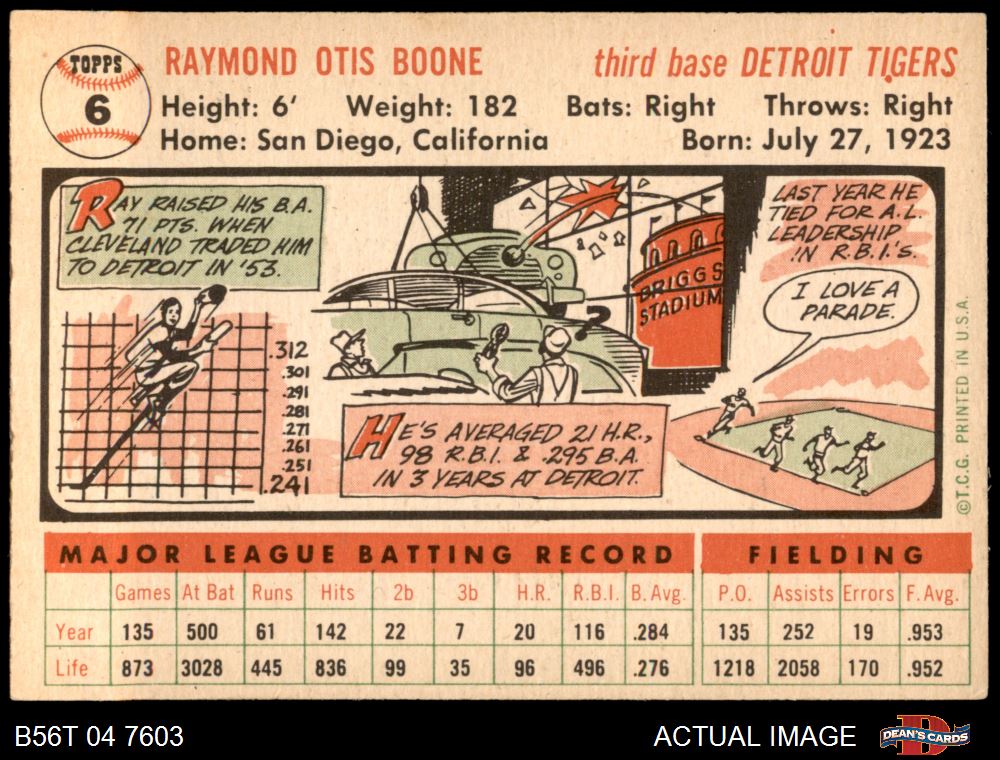 TOPPS
6
RAYMOND OTIS BOONE
third base DETROIT TIGERS
Height: 6' Weight: 182 Bats: Right Throws: Right
Home: San Diego, California Born: July 27, 1923
RAY RAISED HIS B.A.
71 PTS. WHEN
CLEVELAND TRADED HIM
TO DETROIT IN '53.
.312
.301
.291
.281
.271
.261
.251
.241
BRIGGS
STADIUM
?
HE'S AVERAGED 21 H.R.,
98 R.B.I. & .295 B.A.
IN 3 YEARS AT DETROIT.
LAST YEAR HE
TIED FOR A.L.
LEADERSHIP
IN R.B.I.'S.
I LOVE A
PARADE.
©T.C.G. PRINTED IN U.S.A.
MAJOR LEAGUE BATTING RECORD FIELDING
Games At Bat Runs Hits 2b 3b H.R. R.B.I. B. Avg. P.O. Assists Errors F. Avg.
Year 135 500 61 142 22 7 20 116 .284 135 252 19 .953
Life 873 3028 445 836 99 35 96 496 .276 1218 2058 170 .952
B56T 04 7603 ACTUAL IMAGE
D
DEAN'S CARDS